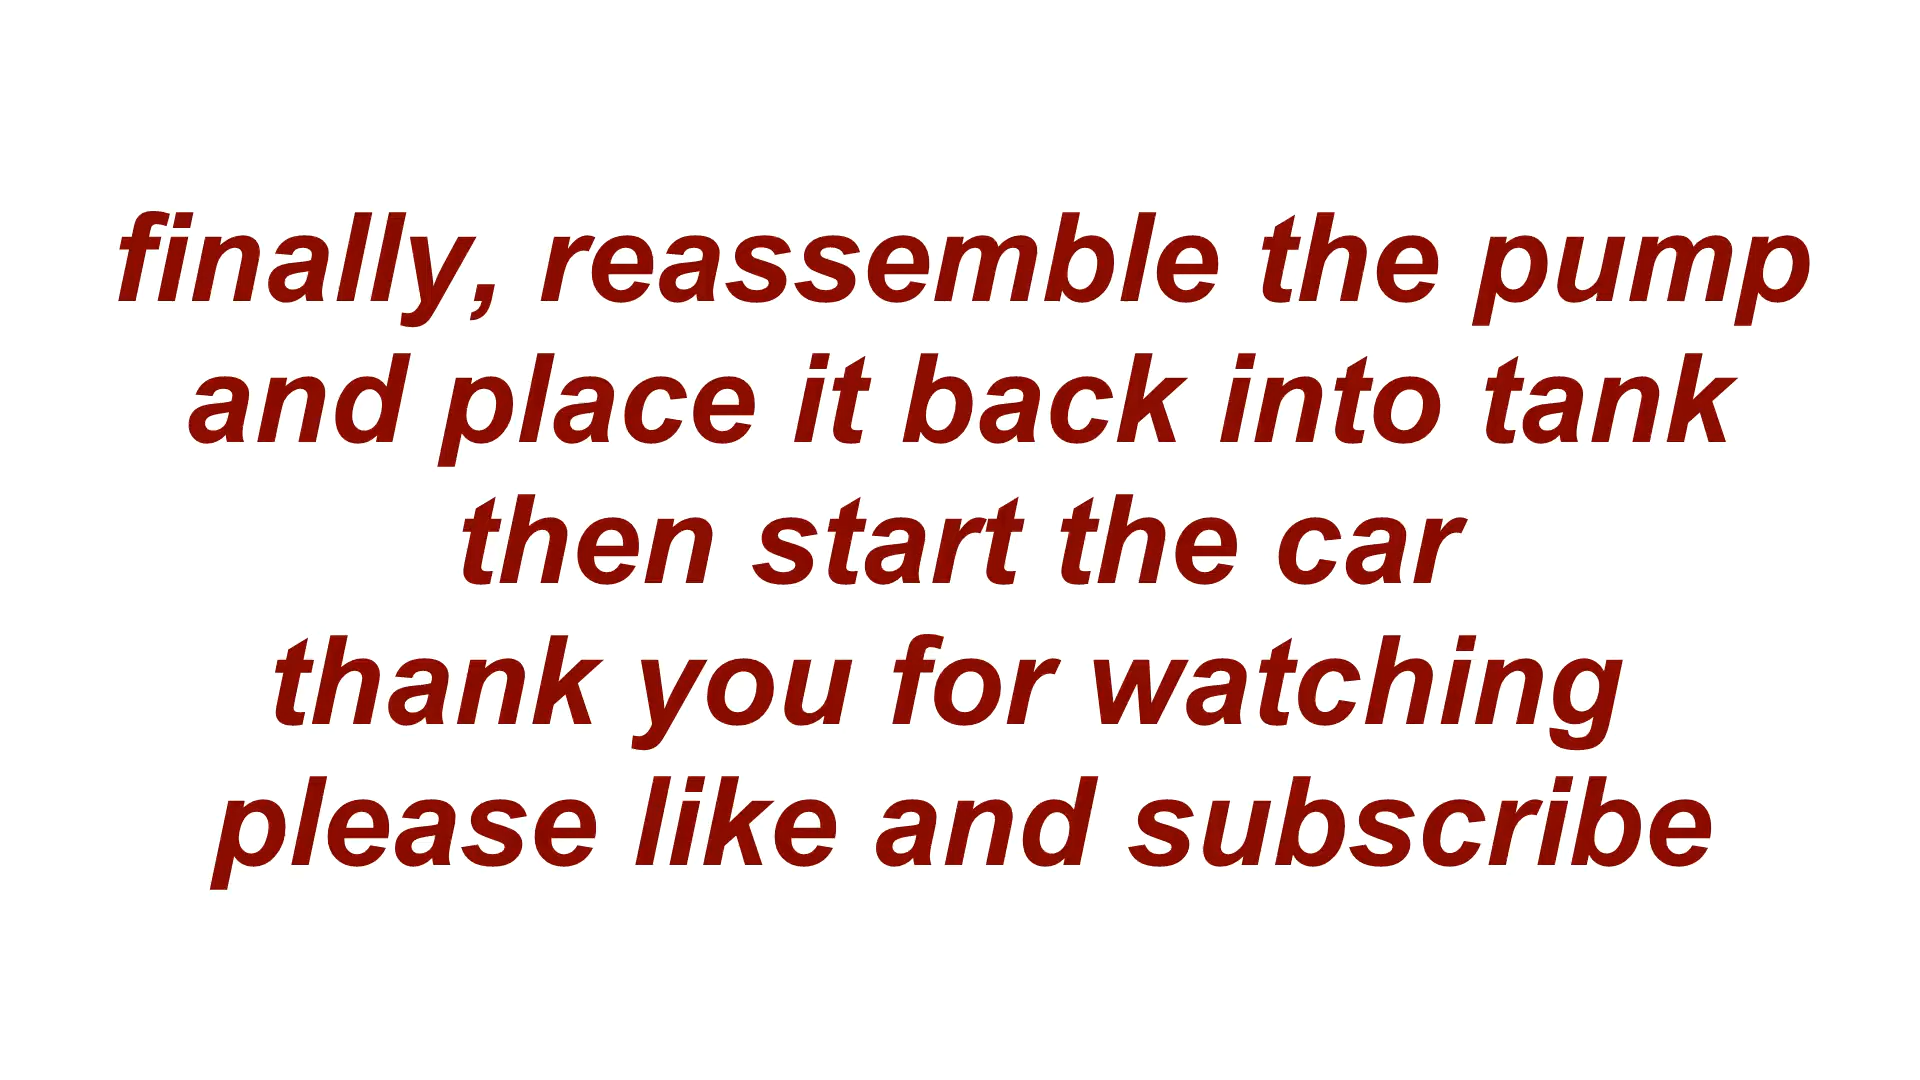 finally, reassemble the pump
and place it back into tank
then start the car
thank you for watching
please like and subscribe